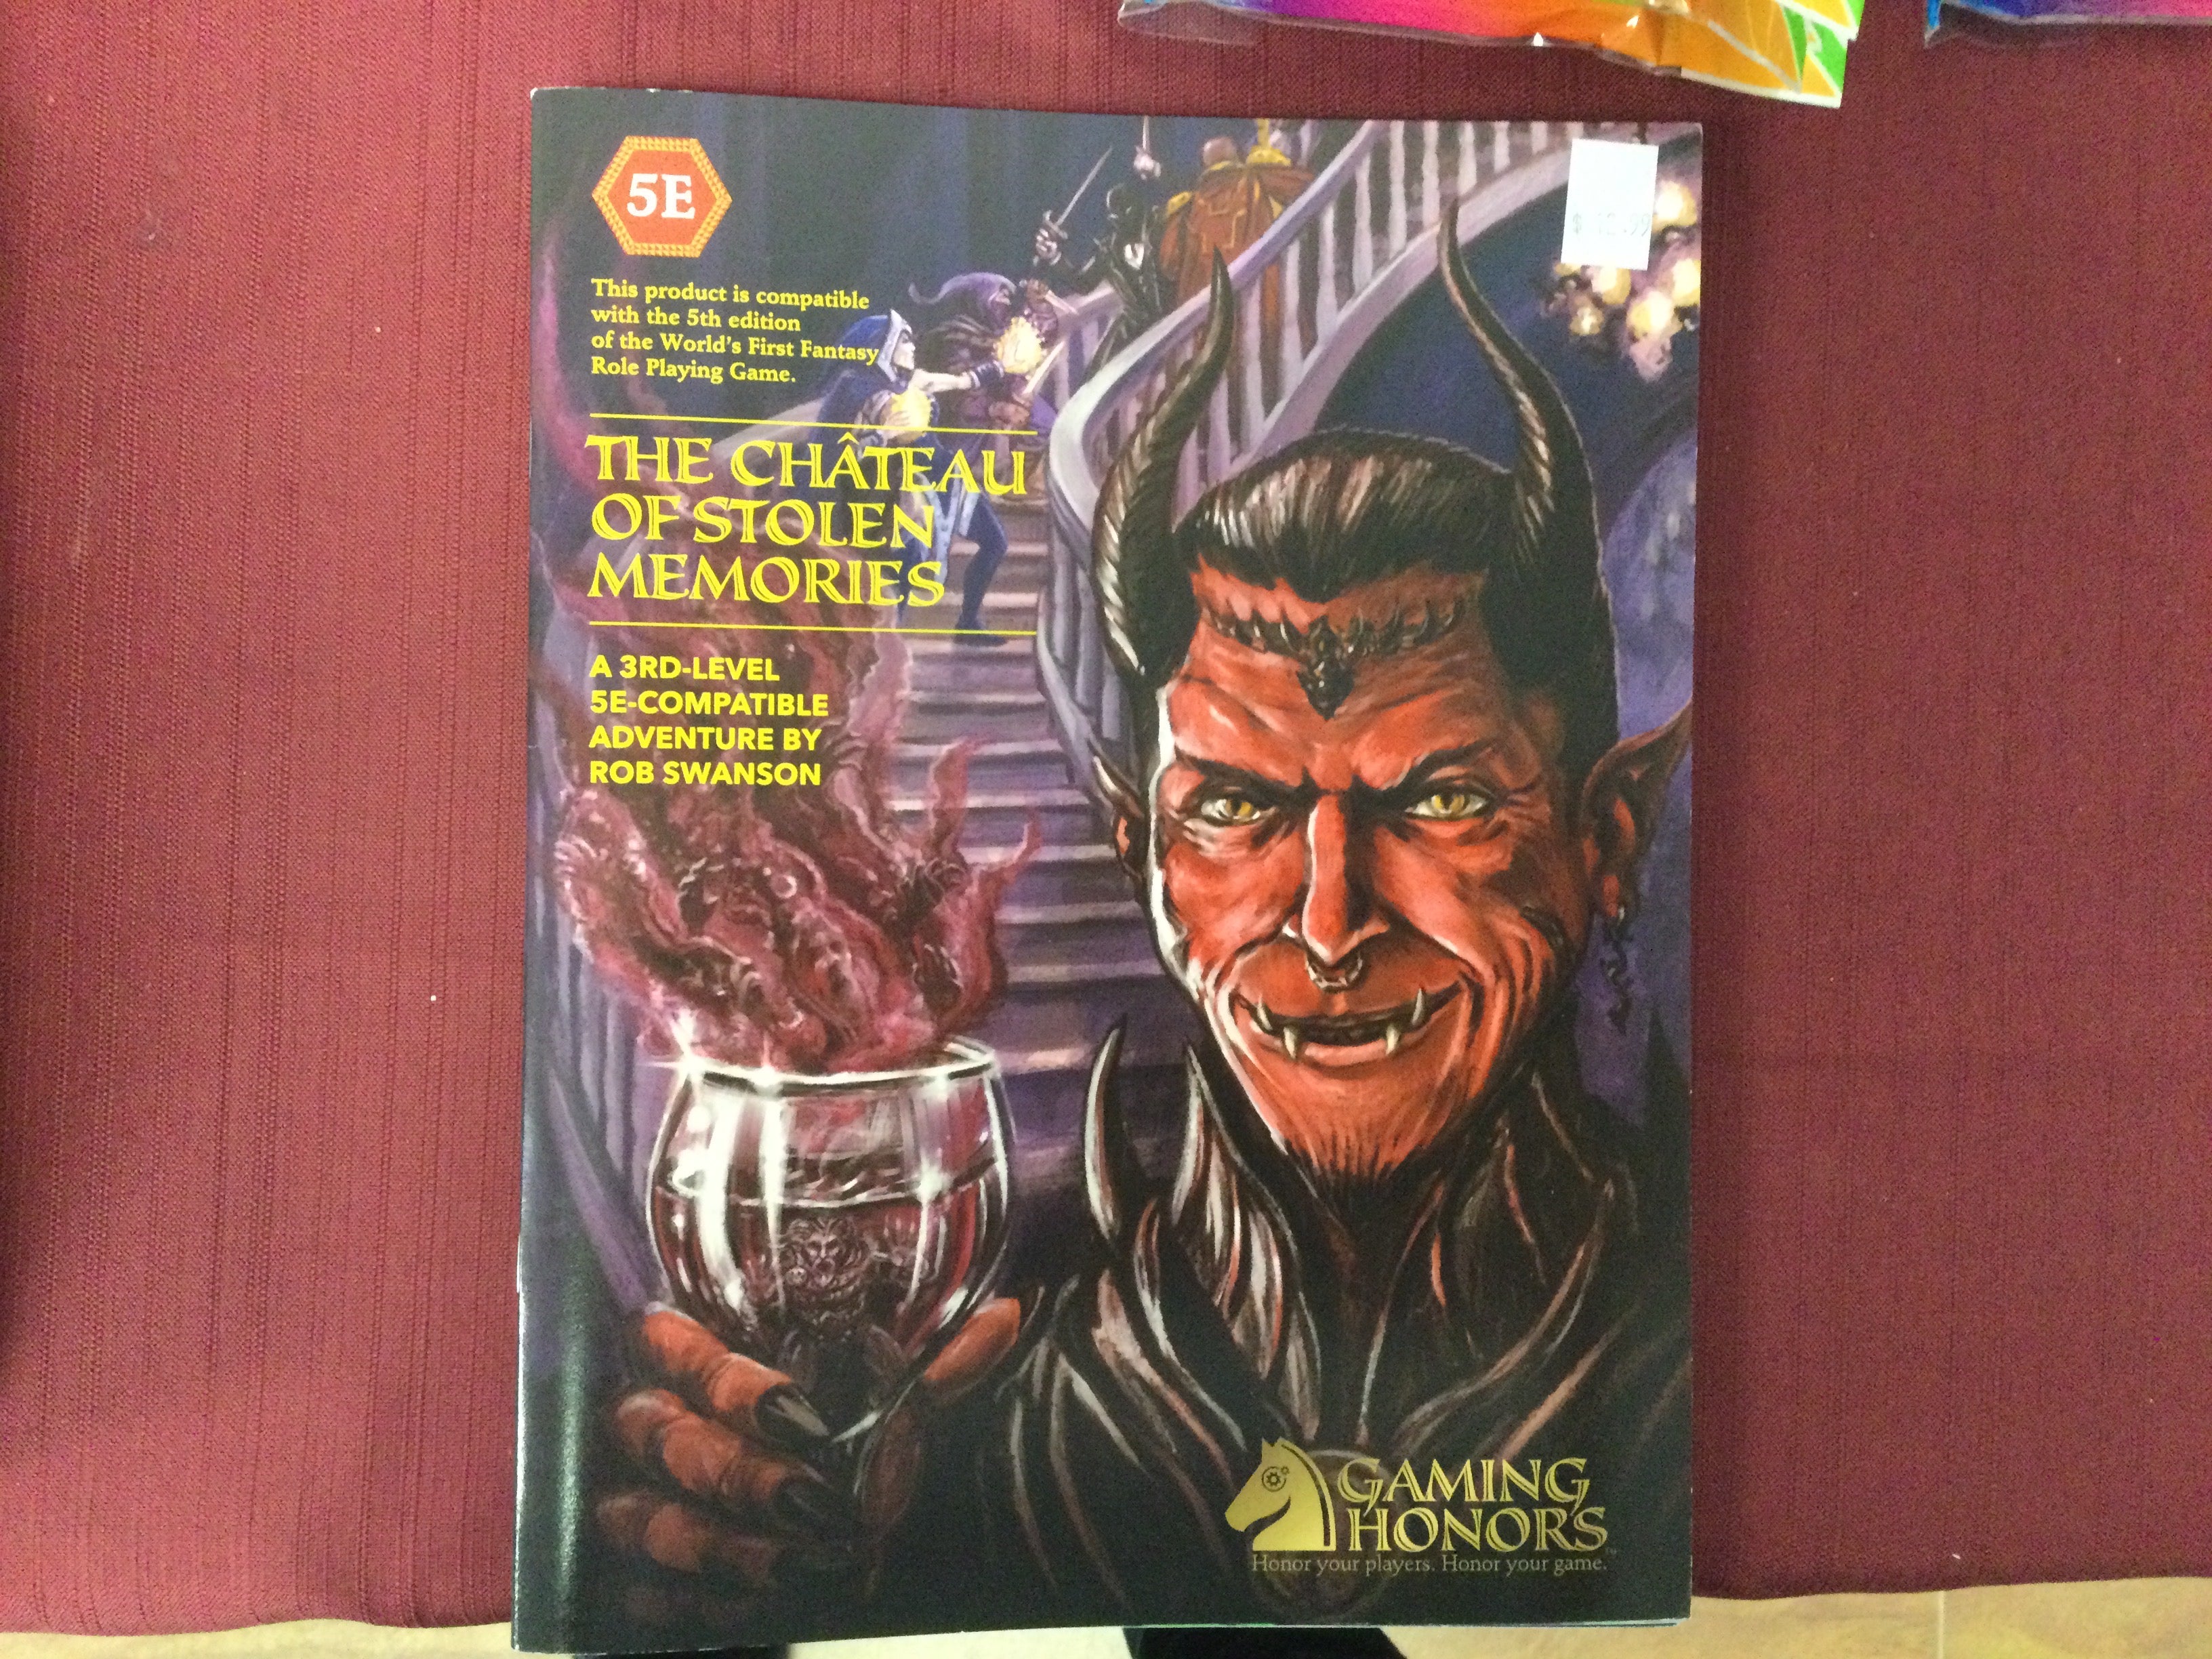 5E
This product is compatible
with the 5th edition
of the World's First Fantasy
Role Playing Game.
THE CHÂTEAU
OF STOLEN
MEMORIES
A 3RD-LEVEL
5E-COMPATIBLE
ADVENTURE BY
ROB SWANSON
GAMING
HONORS
Honor your players. Honor your game.